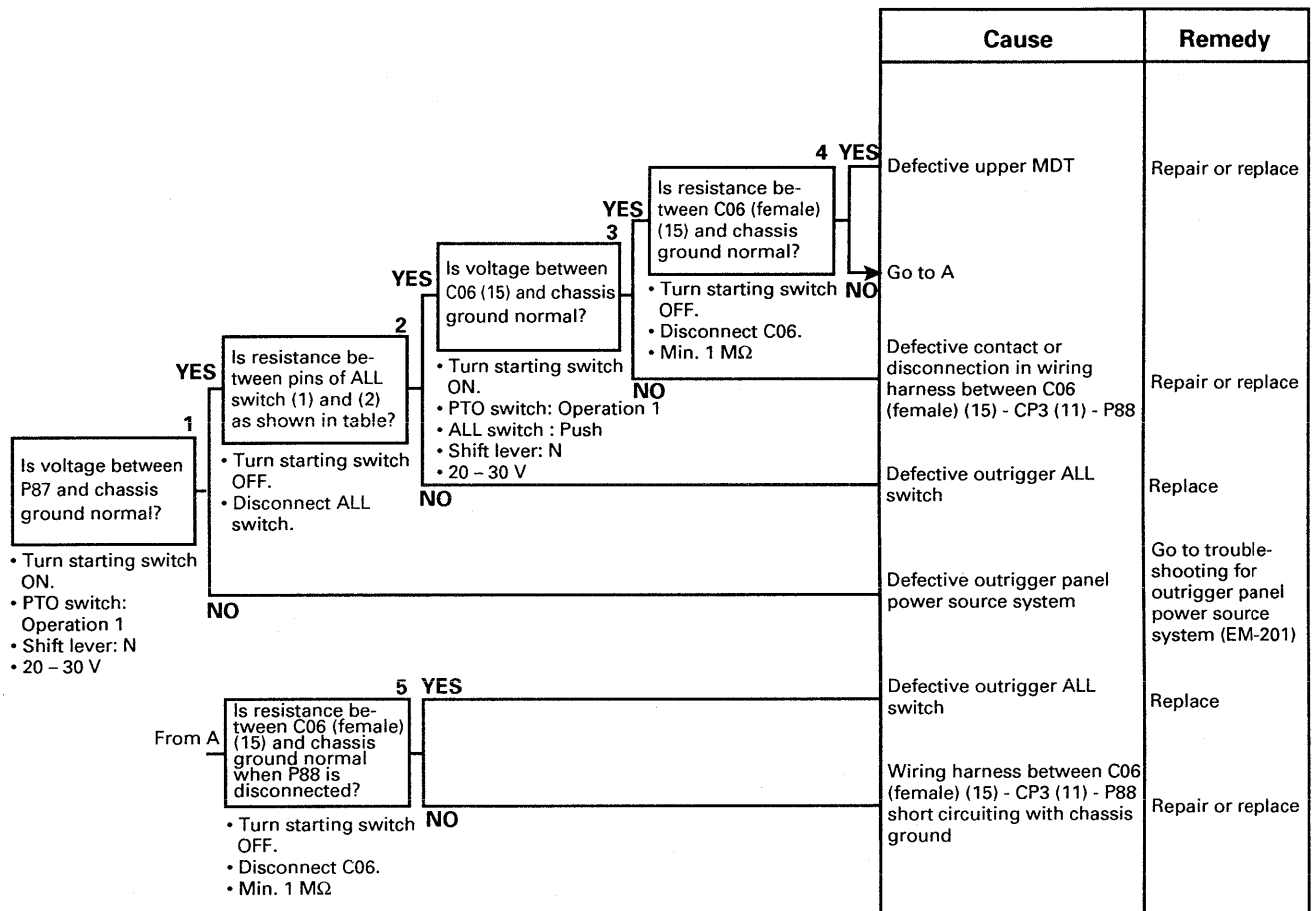 Cause
Remedy
4 YES
Is resistance be-
tween C06 (female)
(15) and chassis
ground normal?
• Turn starting switch
OFF.
• Disconnect C06.
• Min. 1 MΩ
NO
Defective upper MDT
Repair or replace
Go to A
YES
3
Is voltage between
C06 (15) and chassis
ground normal?
• Turn starting switch
ON.
• PTO switch: Operation 1
• ALL switch : Push
• Shift lever: N
• 20 – 30 V
NO
Defective contact or
disconnection in wiring
harness between C06
(female) (15) - CP3 (11) - P88
Repair or replace
YES
2
Is resistance be-
tween pins of ALL
switch (1) and (2)
as shown in table?
• Turn starting switch
OFF.
• Disconnect ALL
switch.
NO
Defective outrigger ALL
switch
Replace
YES
1
Is voltage between
P87 and chassis
ground normal?
• Turn starting switch
ON.
• PTO switch:
Operation 1
• Shift lever: N
• 20 – 30 V
NO
Defective outrigger panel
power source system
Go to trouble-
shooting for
outrigger panel
power source
system (EM-201)
From A
5 YES
Is resistance be-
tween C06 (female)
(15) and chassis
ground normal
when P88 is
disconnected?
• Turn starting switch
OFF.
• Disconnect C06.
• Min. 1 MΩ
NO
Defective outrigger ALL
switch
Replace
Wiring harness between C06
(female) (15) - CP3 (11) - P88
short circuiting with chassis
ground
Repair or replace